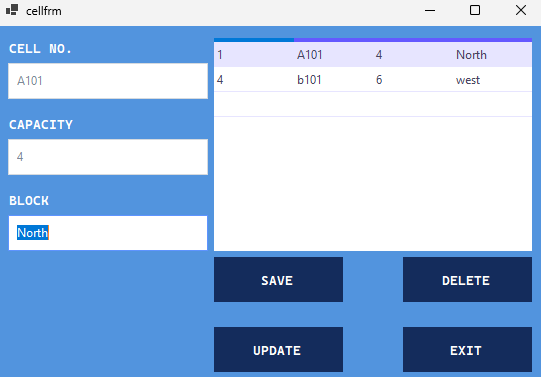 cellfrm
CELL NO.
A101
CAPACITY
4
BLOCK
North
1 A101 4 North
4 b101 6 west
SAVE DELETE
UPDATE EXIT